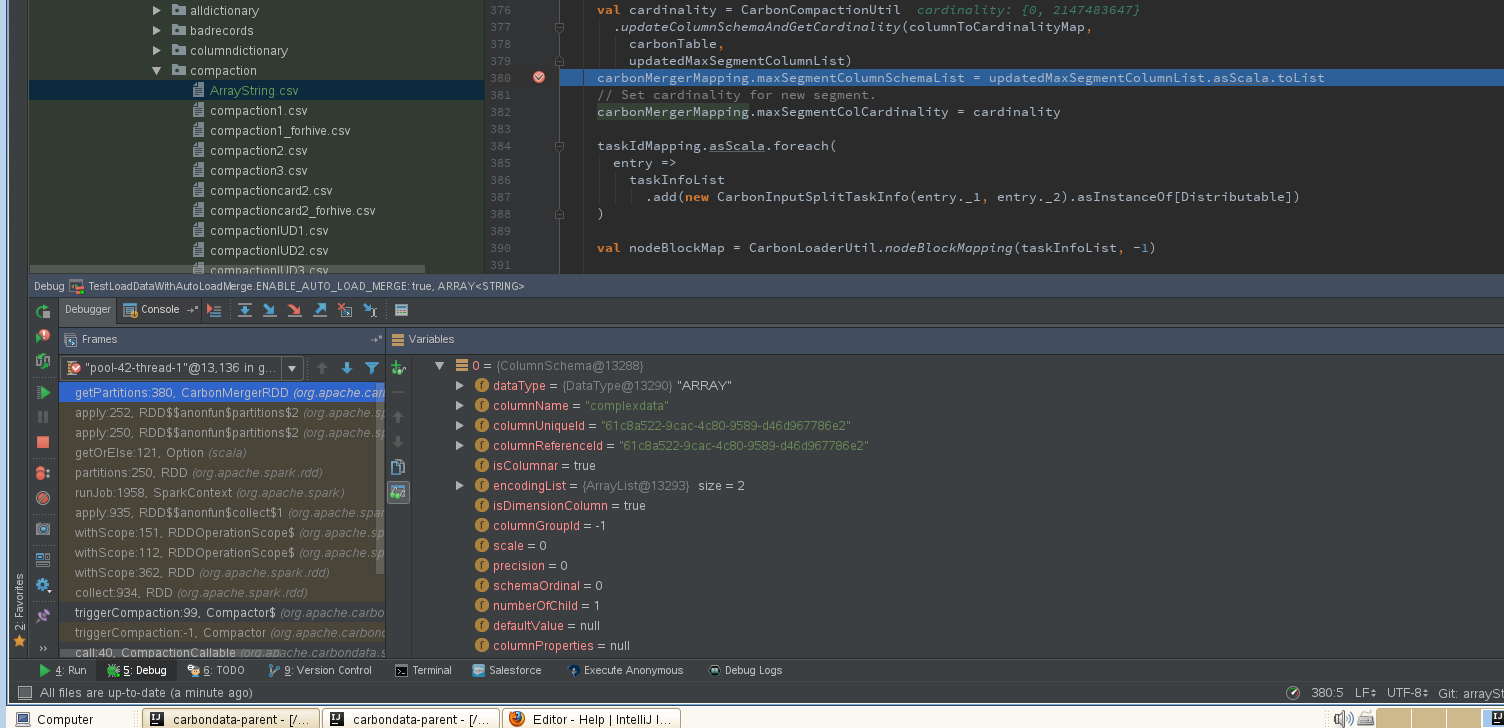 alldictionary
badrecords
columndictionary
compaction
ArrayString.csv
compaction1.csv
compaction1_forhive.csv
compaction2.csv
compaction3.csv
compactioncard2.csv
compactioncard2_forhive.csv
compactionIUD1.csv
compactionIUD2.csv
compactionIUD3.csv
376 val cardinality = CarbonCompactionUtil cardinality: {0, 2147483647}
377 .updateColumnSchemaAndGetCardinality(columnToCardinalityMap,
378 carbonTable,
379 updatedMaxSegmentColumnList)
380 carbonMergerMapping.maxSegmentColumnSchemaList = updatedMaxSegmentColumnList.asScala.toList
381 // Set cardinality for new segment.
382 carbonMergerMapping.maxSegmentColCardinality = cardinality
383
384 taskIdMapping.asScala.foreach(
385 entry =>
386 taskInfoList
387 .add(new CarbonInputSplitTaskInfo(entry._1, entry._2).asInstanceOf[Distributable])
388 )
389
390 val nodeBlockMap = CarbonLoaderUtil.nodeBlockMapping(taskInfoList, -1)
391
Debug TestLoadDataWithAutoLoadMerge.ENABLE_AUTO_LOAD_MERGE: true, ARRAY<STRING>
Debugger Console
Frames
"pool-42-thread-1"@13,136 in g...
getPartitions:380, CarbonMergerRDD (org.apache.carb
apply:252, RDD$$anonfun$partitions$2 (org.apache.sp
apply:250, RDD$$anonfun$partitions$2 (org.apache.sp
getOrElse:121, Option (scala)
partitions:250, RDD (org.apache.spark.rdd)
runJob:1958, SparkContext (org.apache.spark)
apply:935, RDD$$anonfun$collect$1 (org.apache.spar
withScope:151, RDDOperationScope$ (org.apache.sp
withScope:112, RDDOperationScope$ (org.apache.sp
withScope:362, RDD (org.apache.spark.rdd)
collect:934, RDD (org.apache.spark.rdd)
triggerCompaction:99, Compactor$ (org.apache.carbo
triggerCompaction:-1, Compactor (org.apache.carbond
call:40, CompactionCallable (org.apache.carbondata.s
Variables
0 = {ColumnSchema@13288}
f dataType = {DataType@13290} "ARRAY"
f columnName = "complexdata"
f columnUniqueId = "61c8a522-9cac-4c80-9589-d46d967786e2"
f columnReferenceId = "61c8a522-9cac-4c80-9589-d46d967786e2"
f isColumnar = true
f encodingList = {ArrayList@13293} size = 2
f isDimensionColumn = true
f columnGroupId = -1
f scale = 0
f precision = 0
f schemaOrdinal = 0
f numberOfChild = 1
f defaultValue = null
f columnProperties = null
2: Favorites
4: Run 5: Debug 6: TODO 9: Version Control Terminal Salesforce Execute Anonymous Debug Logs
All files are up-to-date (a minute ago) 380:5 LF UTF-8 Git: arraySt
Computer carbondata-parent - [/... carbondata-parent - [/... Editor - Help | IntelliJ I...